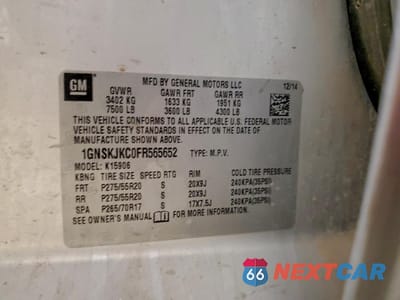 GM
MFD BY GENERAL MOTORS LLC 12/14
GVWR GAWR FRT GAWR RR
3402 KG 1633 KG 1951 KG
7500 LB 3600 LB 4300 LB
THIS VEHICLE CONFORMS TO ALL APPLICABLE U.S. FEDERAL MOTOR
VEHICLE SAFETY AND THEFT PREVENTION STANDARDS
IN EFFECT ON THE DATE OF
MANUFACTURE SHOWN ABOVE.
1GNSKJKC0FR565652 TYPE: M.P.V.
MODEL: K15906
KBNG TIRE SIZE SPEED RTG RIM COLD TIRE PRESSURE
FRT P275/55R20 S 20X9J 240KPA(35PSI)
RR P275/55R20 S 20X9J 240KPA(35PSI)
SPA P265/70R17 S 17X7.5J 240KPA(35PSI)
SEE OWNER'S MANUAL
66 NEXTCAR